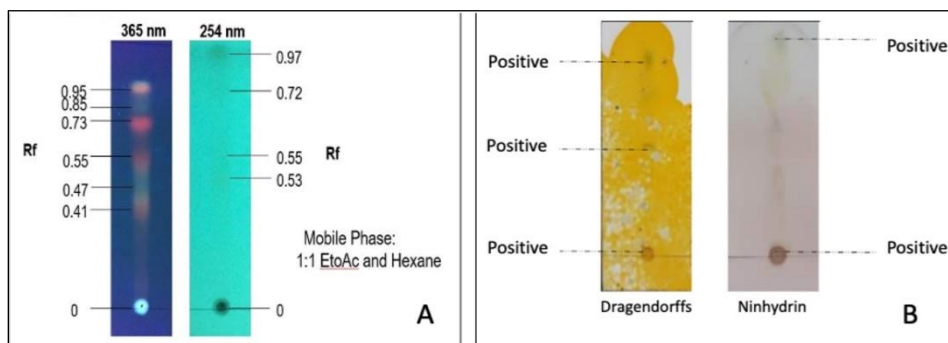 365 nm
254 nm
0.95
0.85
0.73
Rf
0.55
0.47
0.41
0
0.97
0.72
0.55
Rf
0.53
Mobile Phase:
1:1 EtoAc and Hexane
0
A
Positive
Positive
Positive
Positive
Positive
Dragendorffs
Ninhydrin
B